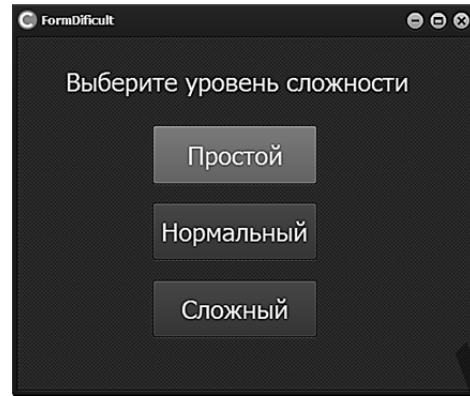 FormDificult
Выберите уровень сложности
Простой
Нормальный
Сложный